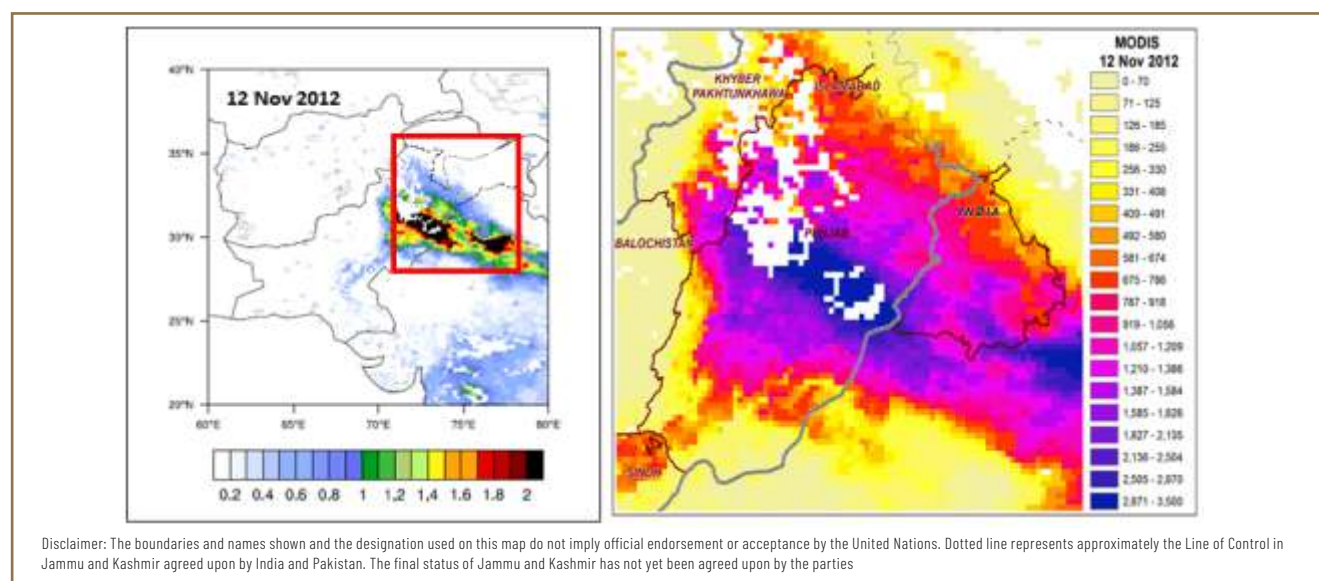 12 Nov 2012
40°N
35°N
30°N
25°N
20°N
60°E 65°E 70°E 75°E 80°E
0.2 0.4 0.6 0.8 1 1,2 1,4 1.6 1.8 2
KHYBER
PAKHTUNKHAWA
ISLAMABAD
INDIA
PUNJAB
BALOCHISTAN
SINDH
MODIS
12 Nov 2012
0 - 70
71 - 125
126 - 185
186 - 255
256 - 330
331 - 408
409 - 491
492 - 580
581 - 674
675 - 786
787 - 918
919 - 1,056
1,057 - 1,209
1,210 - 1,386
1,387 - 1,584
1,585 - 1,826
1,827 - 2,135
2,136 - 2,504
2,505 - 2,870
2,871 - 3,500
Disclaimer: The boundaries and names shown and the designation used on this map do not imply official endorsement or acceptance by the United Nations. Dotted line represents approximately the Line of Control in
Jammu and Kashmir agreed upon by India and Pakistan. The final status of Jammu and Kashmir has not yet been agreed upon by the parties